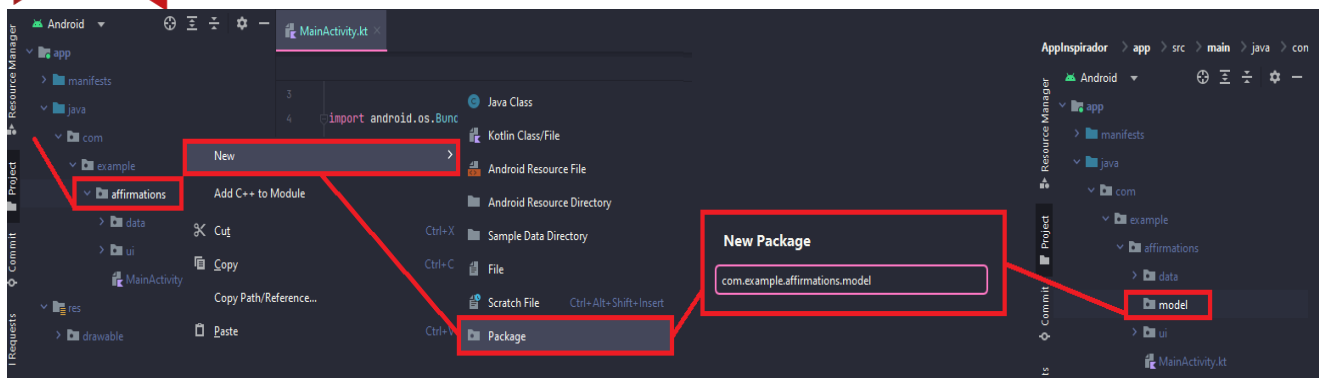 Android
app
manifests
java
com
example
affirmations
data
ui
MainActivity
res
drawable
Resource Manager
Project
Commit
MainActivity.kt
3
4
import android.os.Bund
New
Add C++ to Module
Cut Ctrl+X
Copy Ctrl+C
Copy Path/Reference...
Paste Ctrl+V
Java Class
Kotlin Class/File
Android Resource File
Android Resource Directory
Sample Data Directory
File
Scratch File Ctrl+Alt+Shift+Insert
Package
New Package
com.example.affirmations.model
AppInspirador > app > src > main > java > con
Android
app
manifests
java
com
example
affirmations
data
model
ui
MainActivity.kt
Resource Manager
Project
Commit